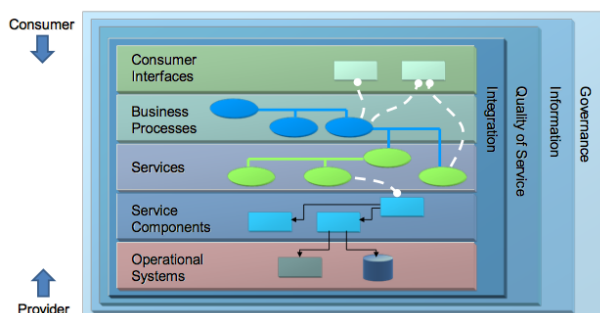 Consumer
Consumer
Interfaces
Business
Processes
Services
Service
Components
Operational
Systems
Integration
Quality of Service
Information
Governance
Provider